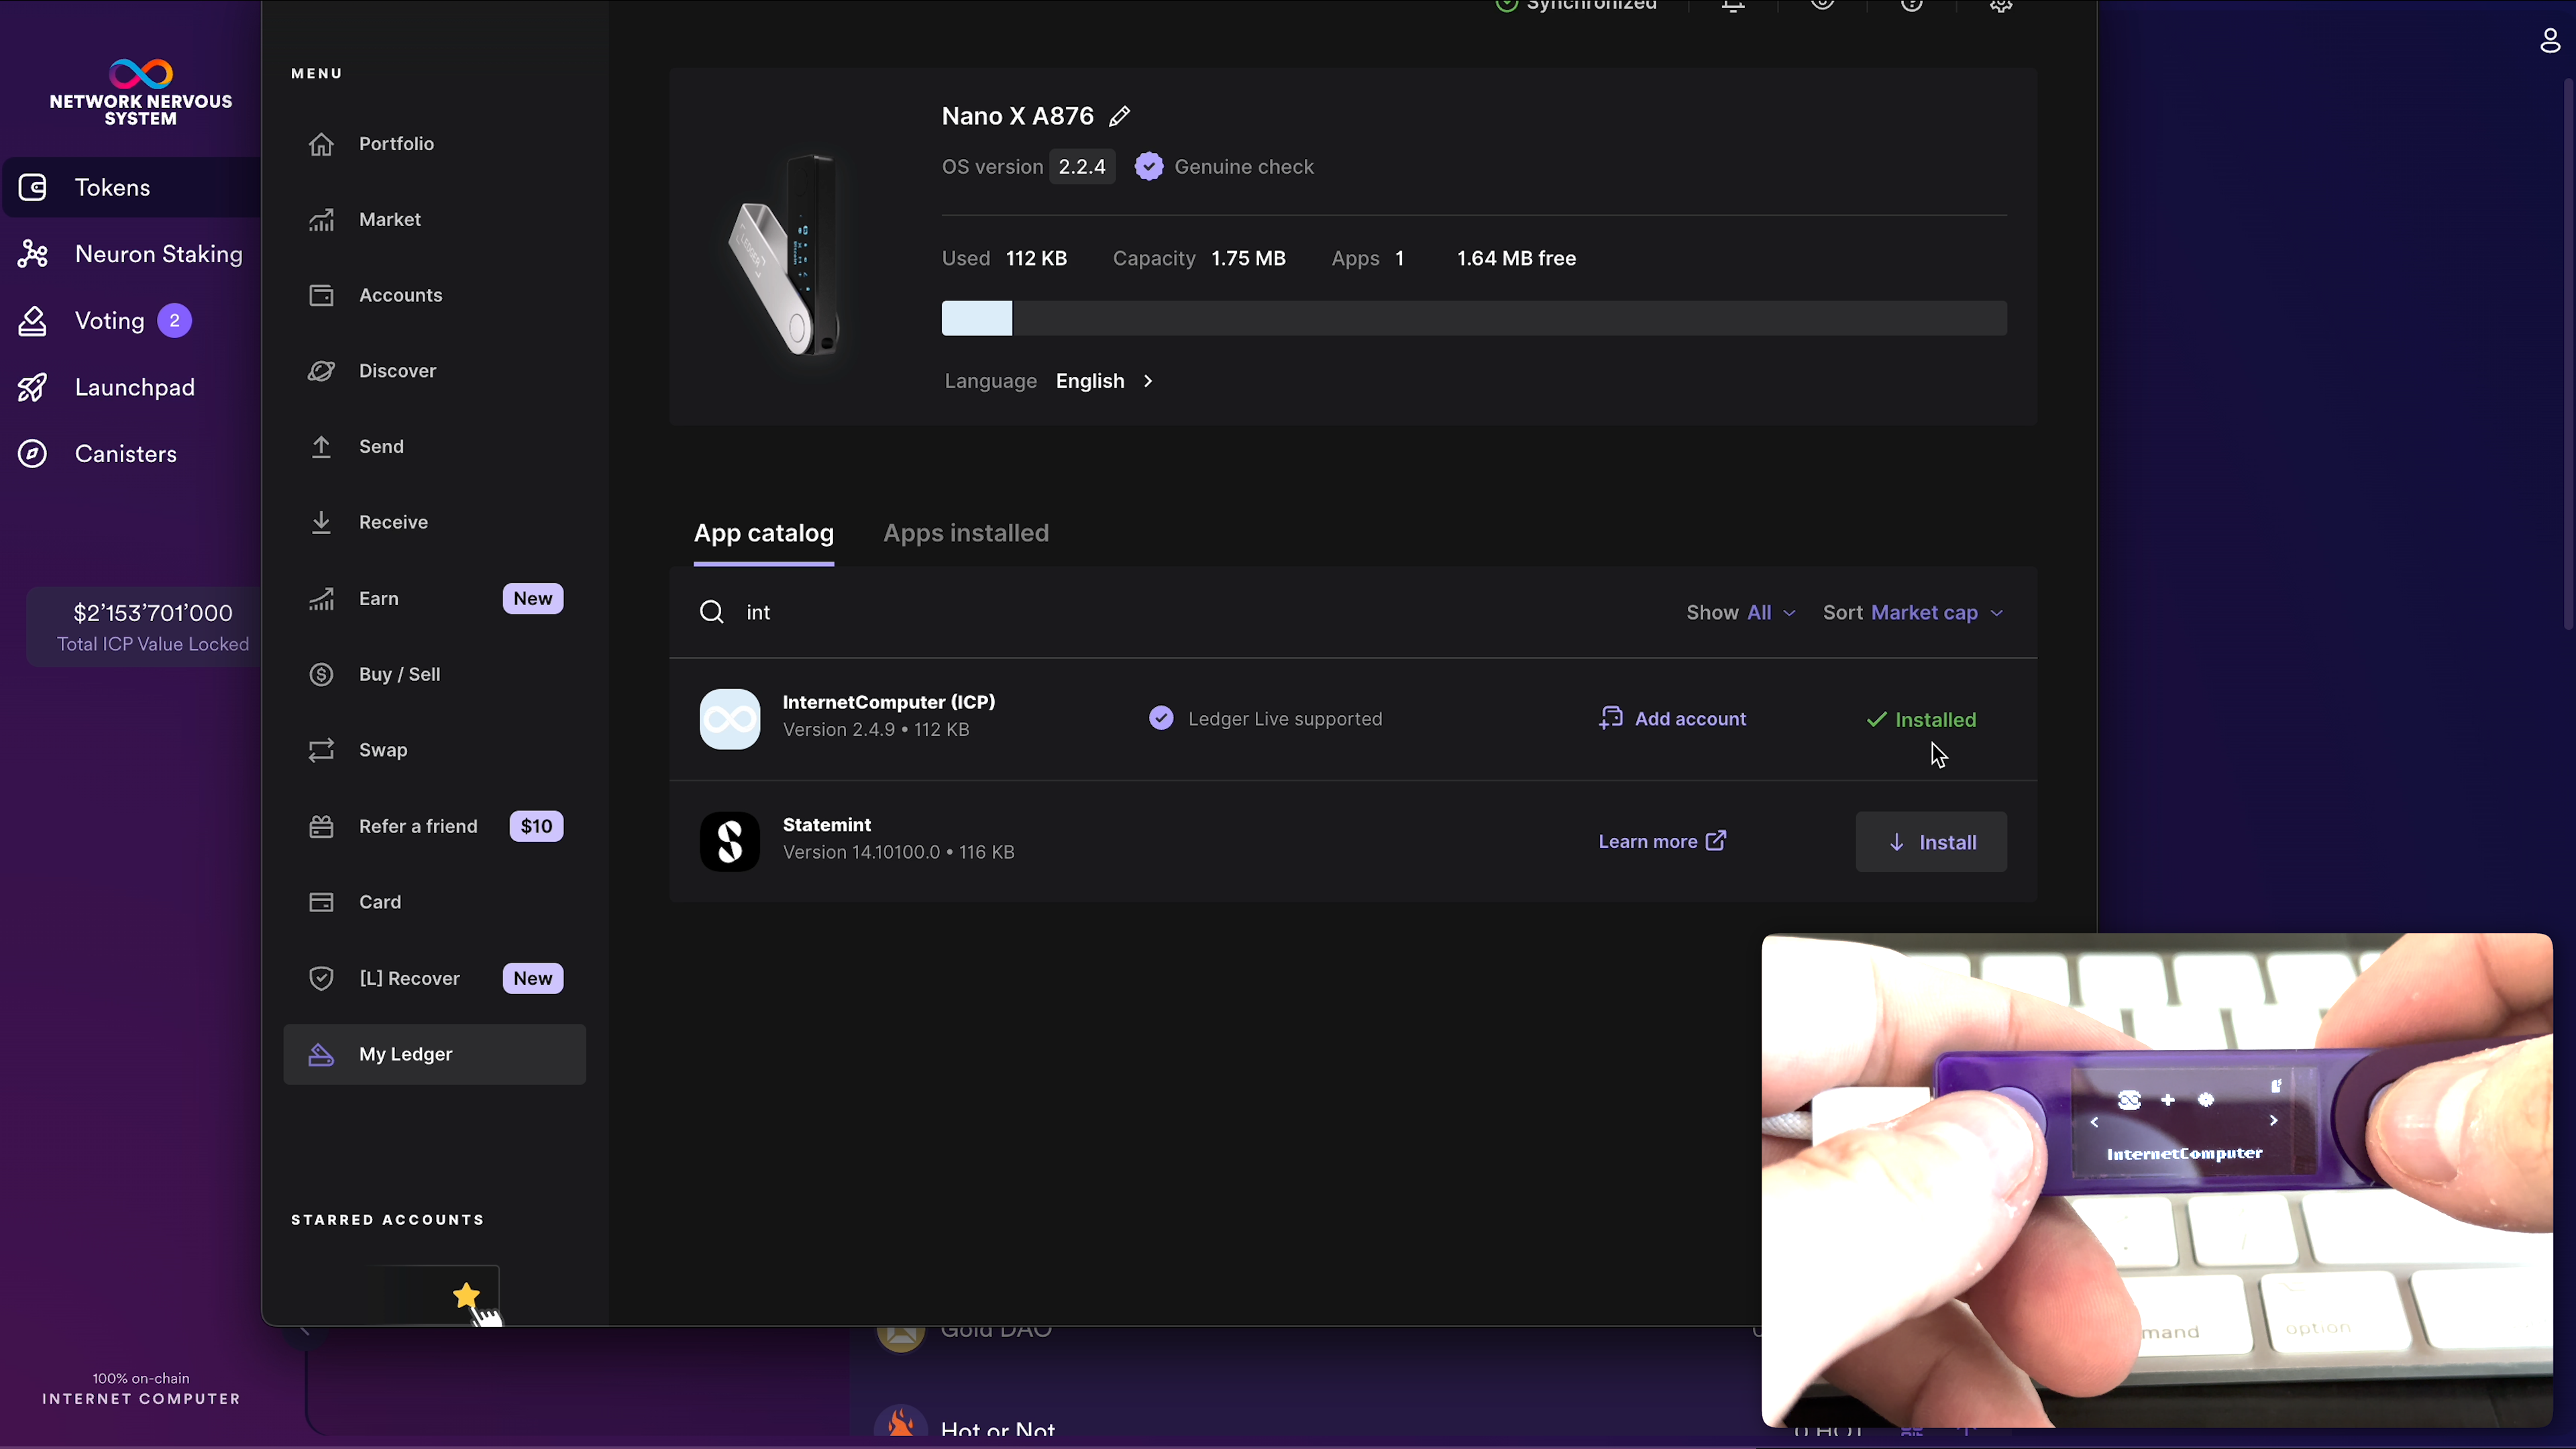 NETWORK NERVOUS
SYSTEM
Tokens
Neuron Staking
Voting 2
Launchpad
Canisters
$2'153'701'000
Total ICP Value Locked
100% on-chain
INTERNET COMPUTER
MENU
Portfolio
Market
Accounts
Discover
Send
Receive
Earn New
Buy / Sell
Swap
Refer a friend $10
Card
[L] Recover New
My Ledger
STARRED ACCOUNTS
Synchronized
Nano X A876
OS version 2.2.4 Genuine check
Used 112 KB Capacity 1.75 MB Apps 1 1.64 MB free
Language English
App catalog Apps installed
int Show All Sort Market cap
InternetComputer (ICP)
Version 2.4.9 • 112 KB
Ledger Live supported
Add account
Installed
Statemint
Version 14.10100.0 • 116 KB
Learn more
Install
Gold DAO
Hot or Not
0 HOT
LEDGER
InternetComputer
mand
option